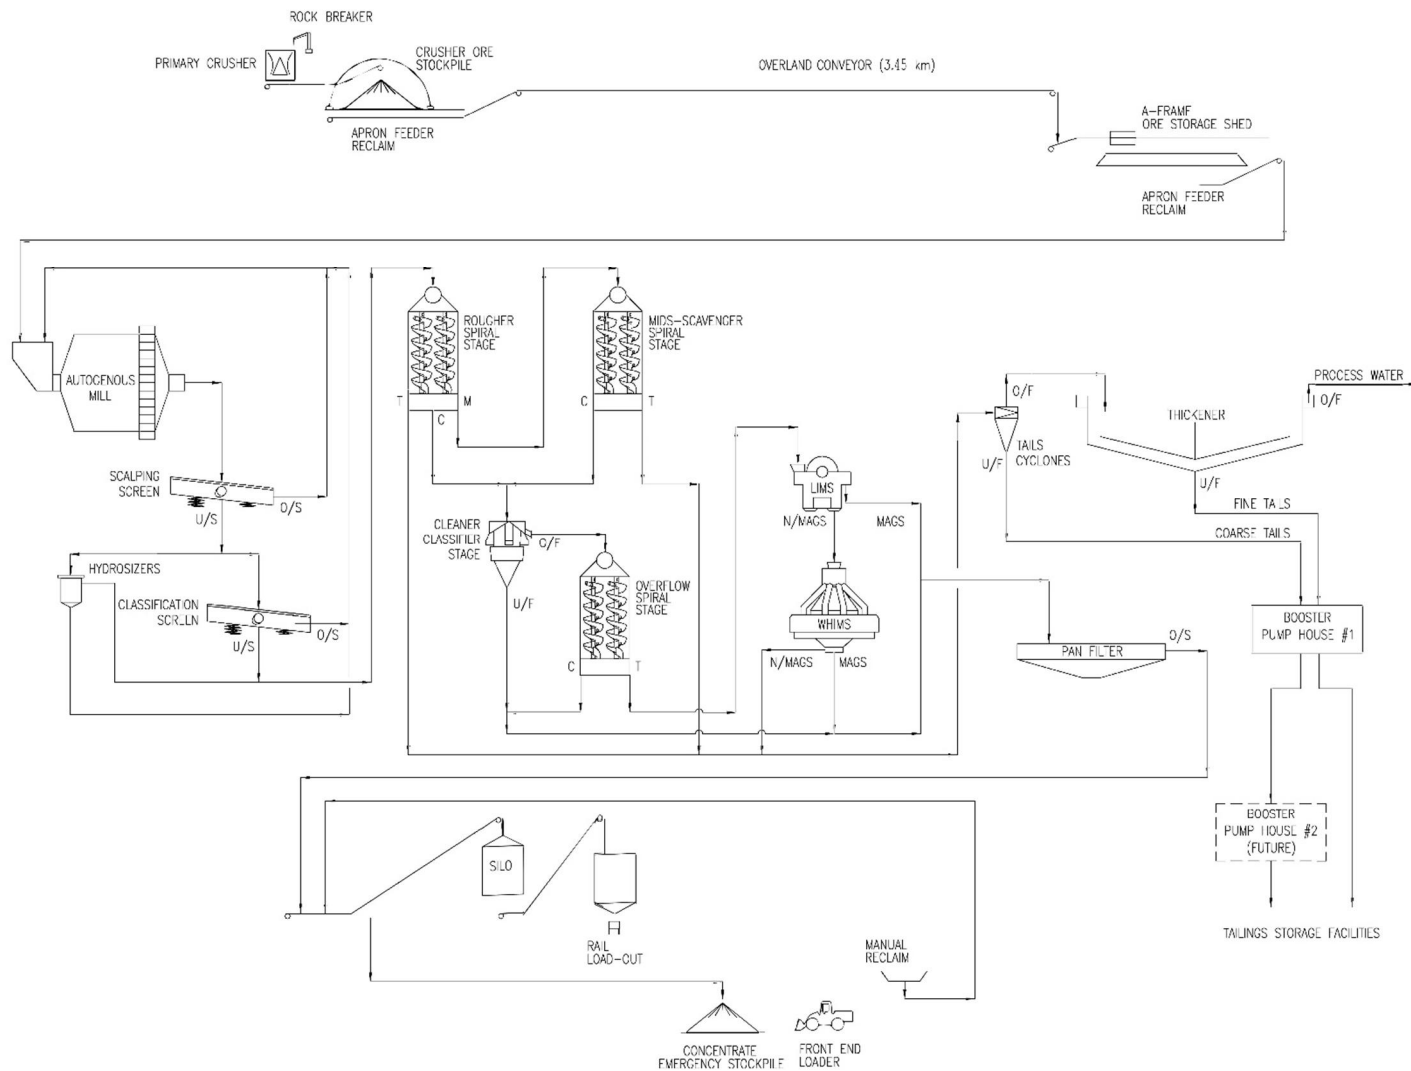 ROCK BREAKER
PRIMARY CRUSHER
CRUSHER ORE
STOCKPILE
OVERLAND CONVEYOR (3.45 km)
APRON FEEDER
RECLAIM
A-FRAME
ORE STORAGE SHED
APRON FEEDER
RECLAIM
ROUGHER
SPIRAL
STAGE
MIDS-SCAVENGER
SPIRAL
STAGE
AUTOGENOUS
MILL
T
M
C
C
T
O/F
PROCESS WATER
O/F
THICKENER
TAILS
CYCLONES
U/F
U/F
SCALPING
SCREEN
O/S
U/S
LIMS
N/MAGS
MAGS
FINE TAILS
COARSE TAILS
CLEANER
CLASSIFIER
STAGE
O/F
U/F
HYDROSIZERS
CLASSIFICATION
SCREEN
O/S
U/S
OVERFLOW
SPIRAL
STAGE
C
T
WHIMS
N/MAGS
MAGS
PAN FILTER
O/S
BOOSTER
PUMP HOUSE #1
BOOSTER
PUMP HOUSE #2
(FUTURE)
SILO
RAIL
LOAD-OUT
MANUAL
RECLAIM
TAILINGS STORAGE FACILITIES
CONCENTRATE
EMERGENCY STOCKPILE
FRONT END
LOADER